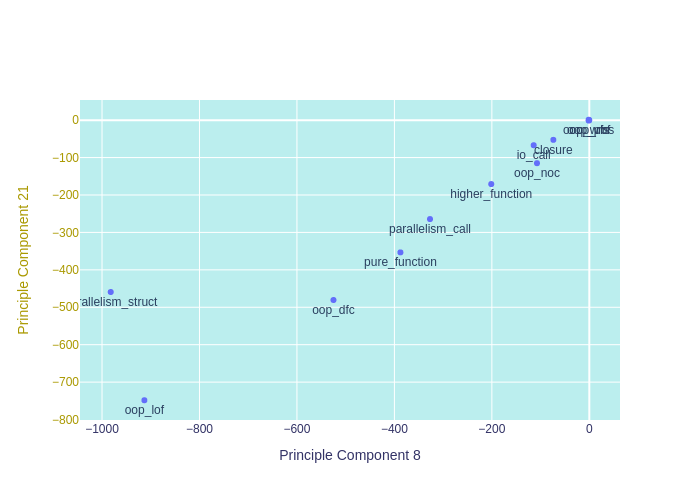 Principle Component 21
0
−100
−200
−300
−400
−500
−600
−700
−800
closure
io_call
oop_noc
higher_function
parallelism_call
pure_function
rallelism_struct
oop_dfc
oop_lof
−1000
−800
−600
−400
−200
0
Principle Component 8